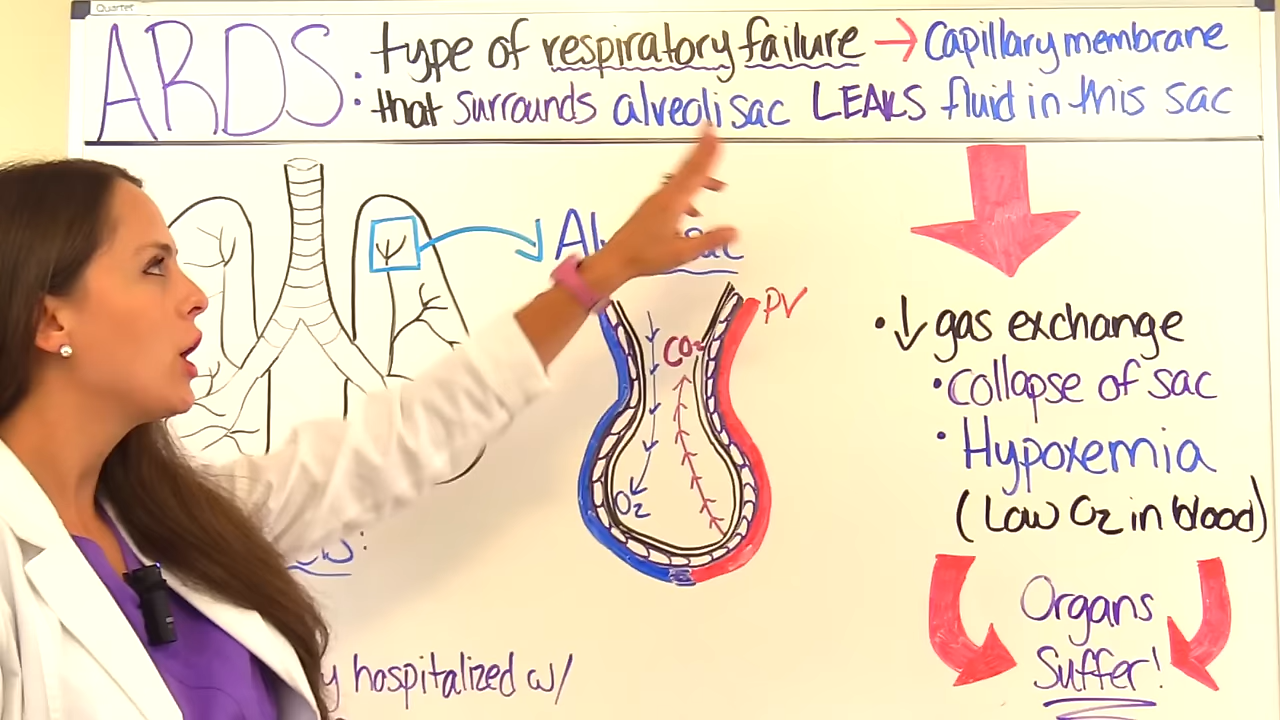 Quartet
ARDS: type of respiratory failure → Capillary membrane
that surrounds alveoli sac LEAKS fluid in this sac
PV
CO₂
O₂
• ↓ gas exchange
• Collapse of sac
• Hypoxemia
(Low O₂ in blood)
Organs
Suffer!
hospitalized w/